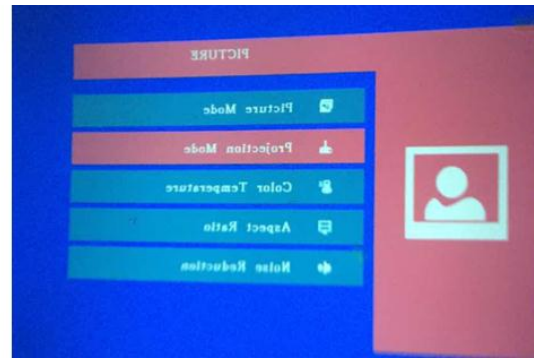 PICTURE
Picture Mode
Projection Mode
Color Temperature
Aspect Ratio
Noise Reduction